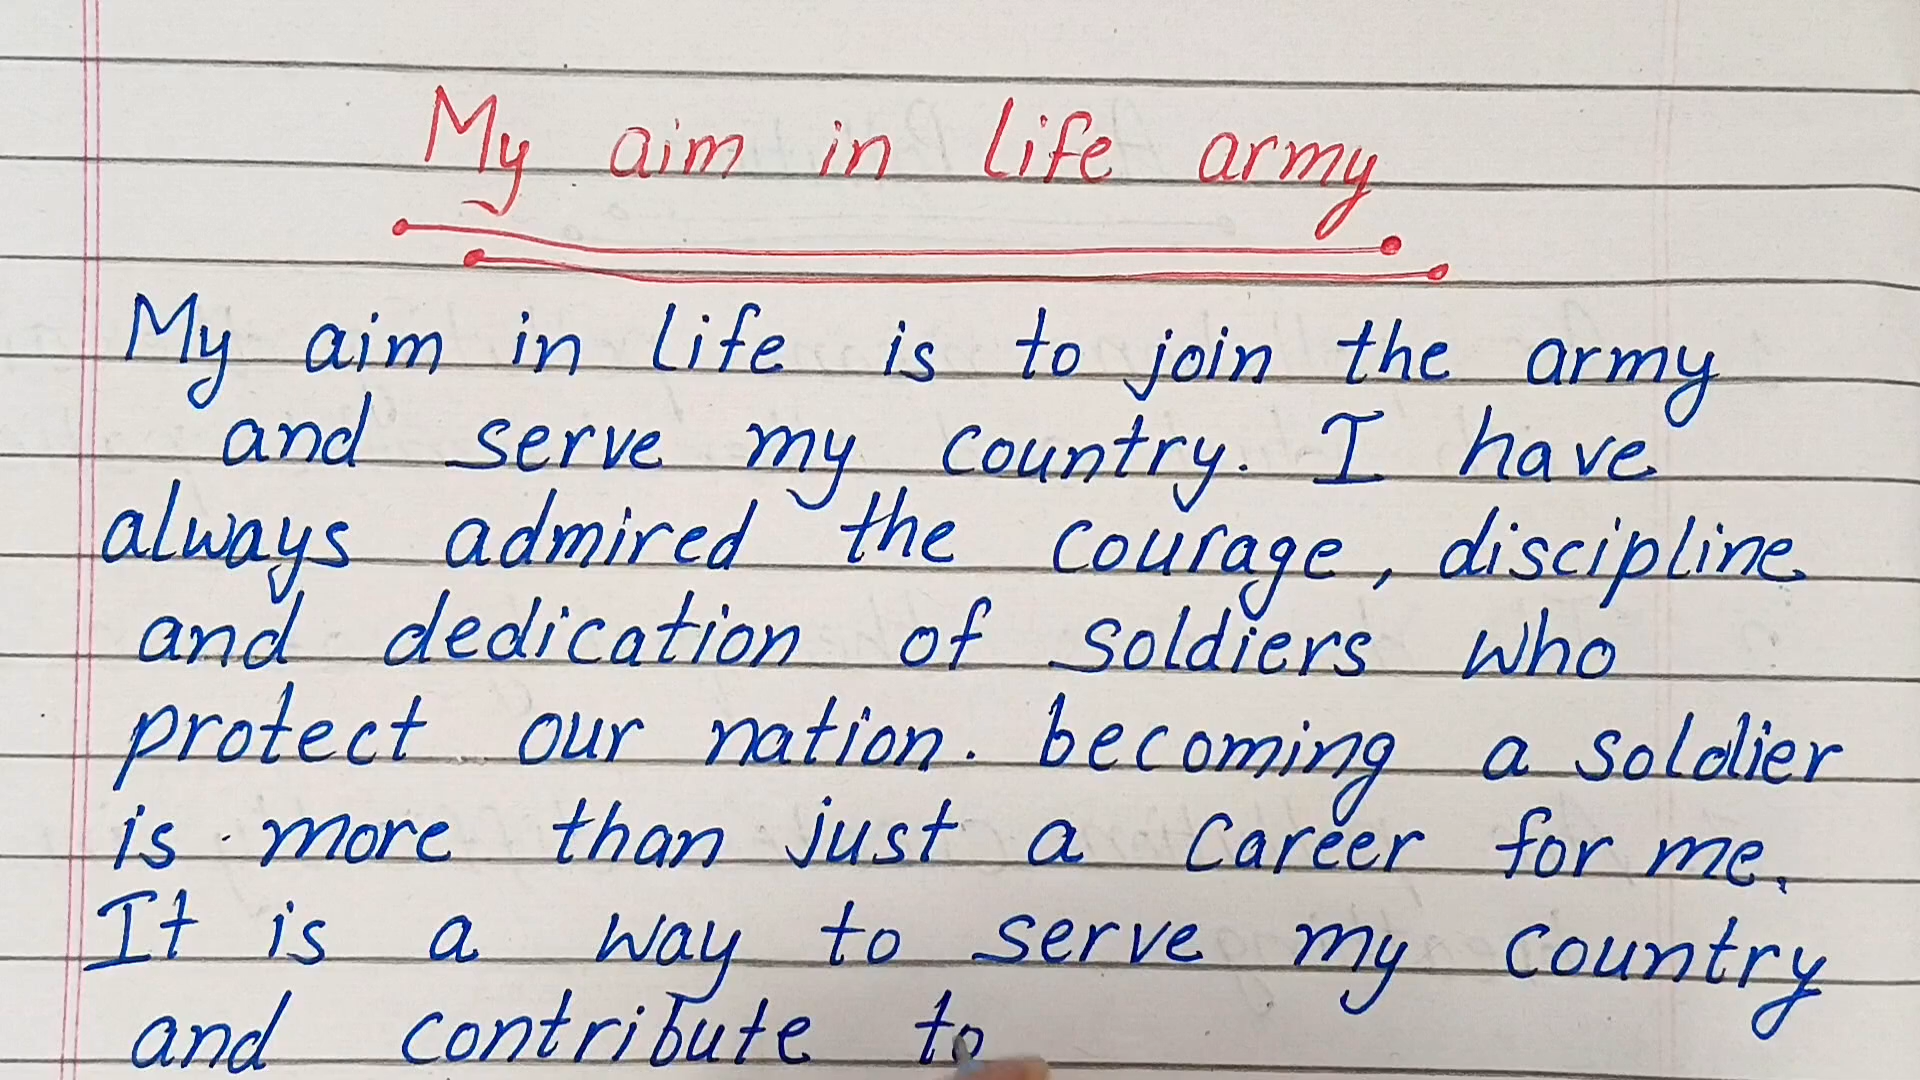 My aim in life army
My aim in life is to join the army
and serve my country. I have
always admired the courage, discipline
and dedication of soldiers who
protect our nation. becoming a soldier
is more than just a career for me.
It is a way to serve my country
and contribute to